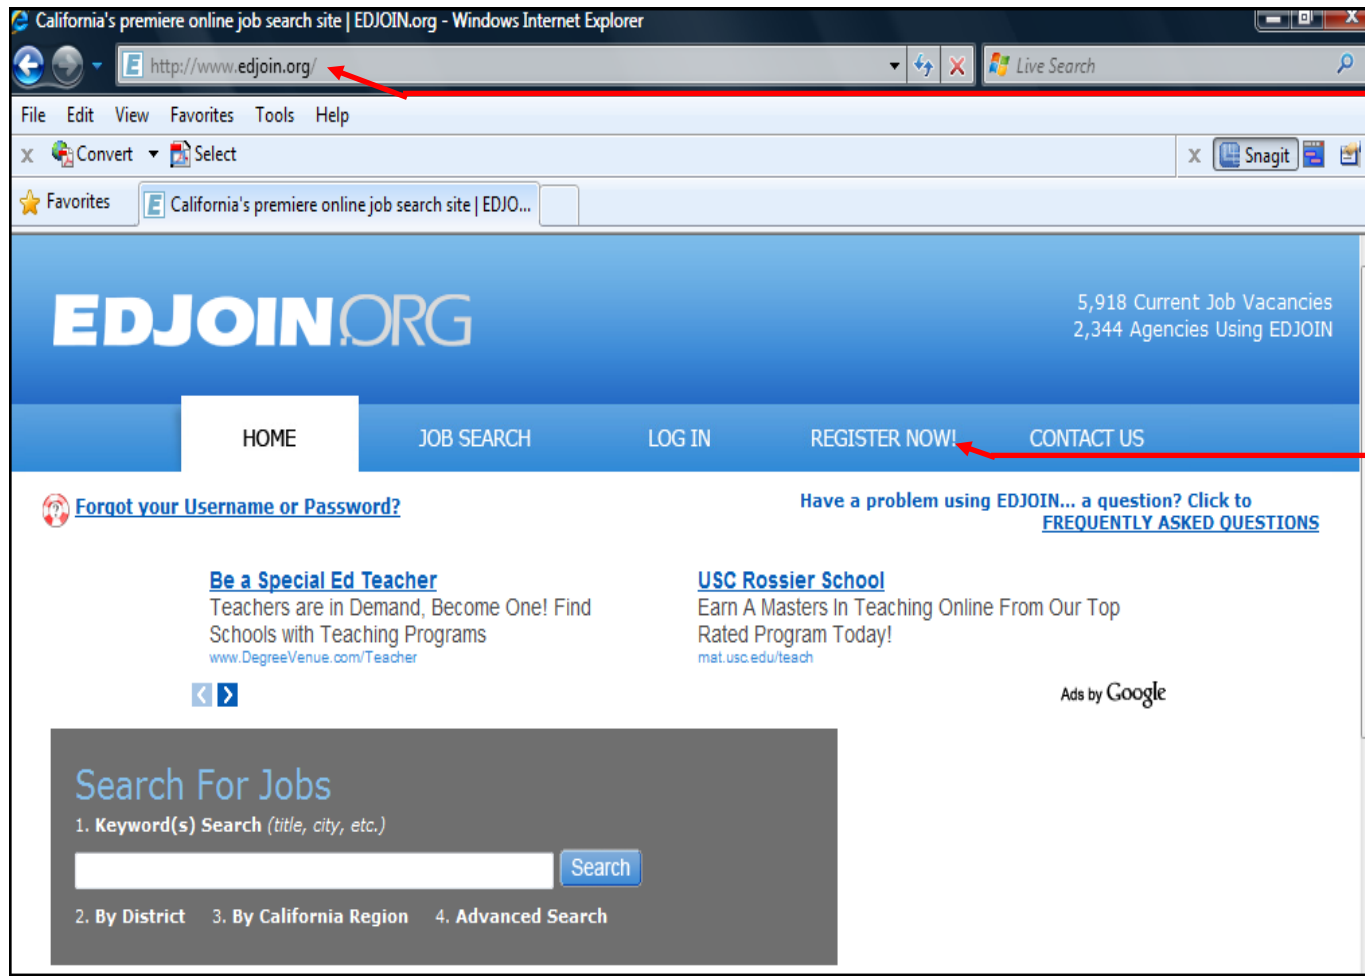 California's premiere online job search site | EDJOIN.org - Windows Internet Explorer
http://www.edjoin.org/
Live Search
File Edit View Favorites Tools Help
x Convert Select
x Snagit
Favorites
California's premiere online job search site | EDJO...
EDJOIN.ORG
5,918 Current Job Vacancies
2,344 Agencies Using EDJOIN
HOME JOB SEARCH LOG IN REGISTER NOW! CONTACT US
Forgot your Username or Password?
Have a problem using EDJOIN... a question? Click to
FREQUENTLY ASKED QUESTIONS
Be a Special Ed Teacher
Teachers are in Demand, Become One! Find
Schools with Teaching Programs
www.DegreeVenue.com/Teacher
USC Rossier School
Earn A Masters In Teaching Online From Our Top
Rated Program Today!
mat.usc.edu/teach
Ads by Google
Search For Jobs
1. Keyword(s) Search (title, city, etc.)
Search
2. By District 3. By California Region 4. Advanced Search